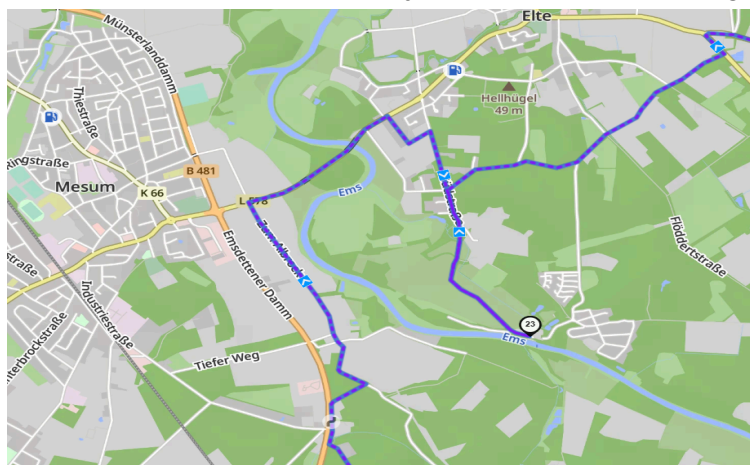 Elte
Münsterlanddamm
Thiestraße
Hellhügel
49 m
Ringstraße
B 481
Mesum
K 66
Ems
L 578
Zum Albrock
Emsdettener Damm
Flöddertstraße
Industriestraße
23
Ems
Tiefer Weg